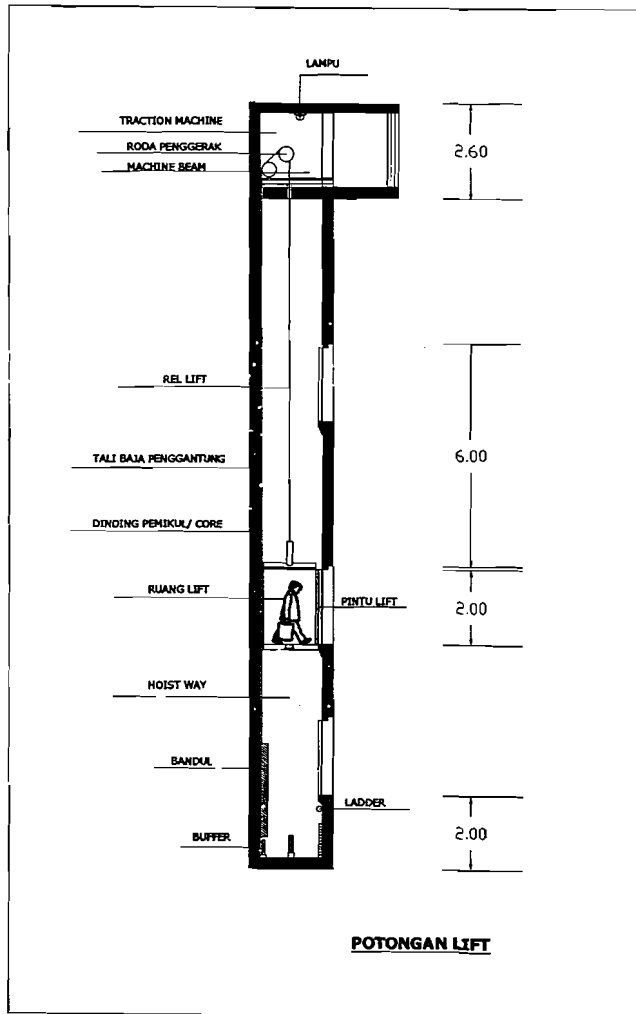 LAMPU
TRACTION MACHINE
RODA PENGGERAK
MACHINE BEAM
2.60
REL LIFT
TALI BAJA PENGGANTUNG
6.00
DINDING PEMIKUL/ CORE
RUANG LIFT
PINTU LIFT
2.00
HOIST WAY
BANDUL
LADDER
BUFFER
2.00
POTONGAN LIFT